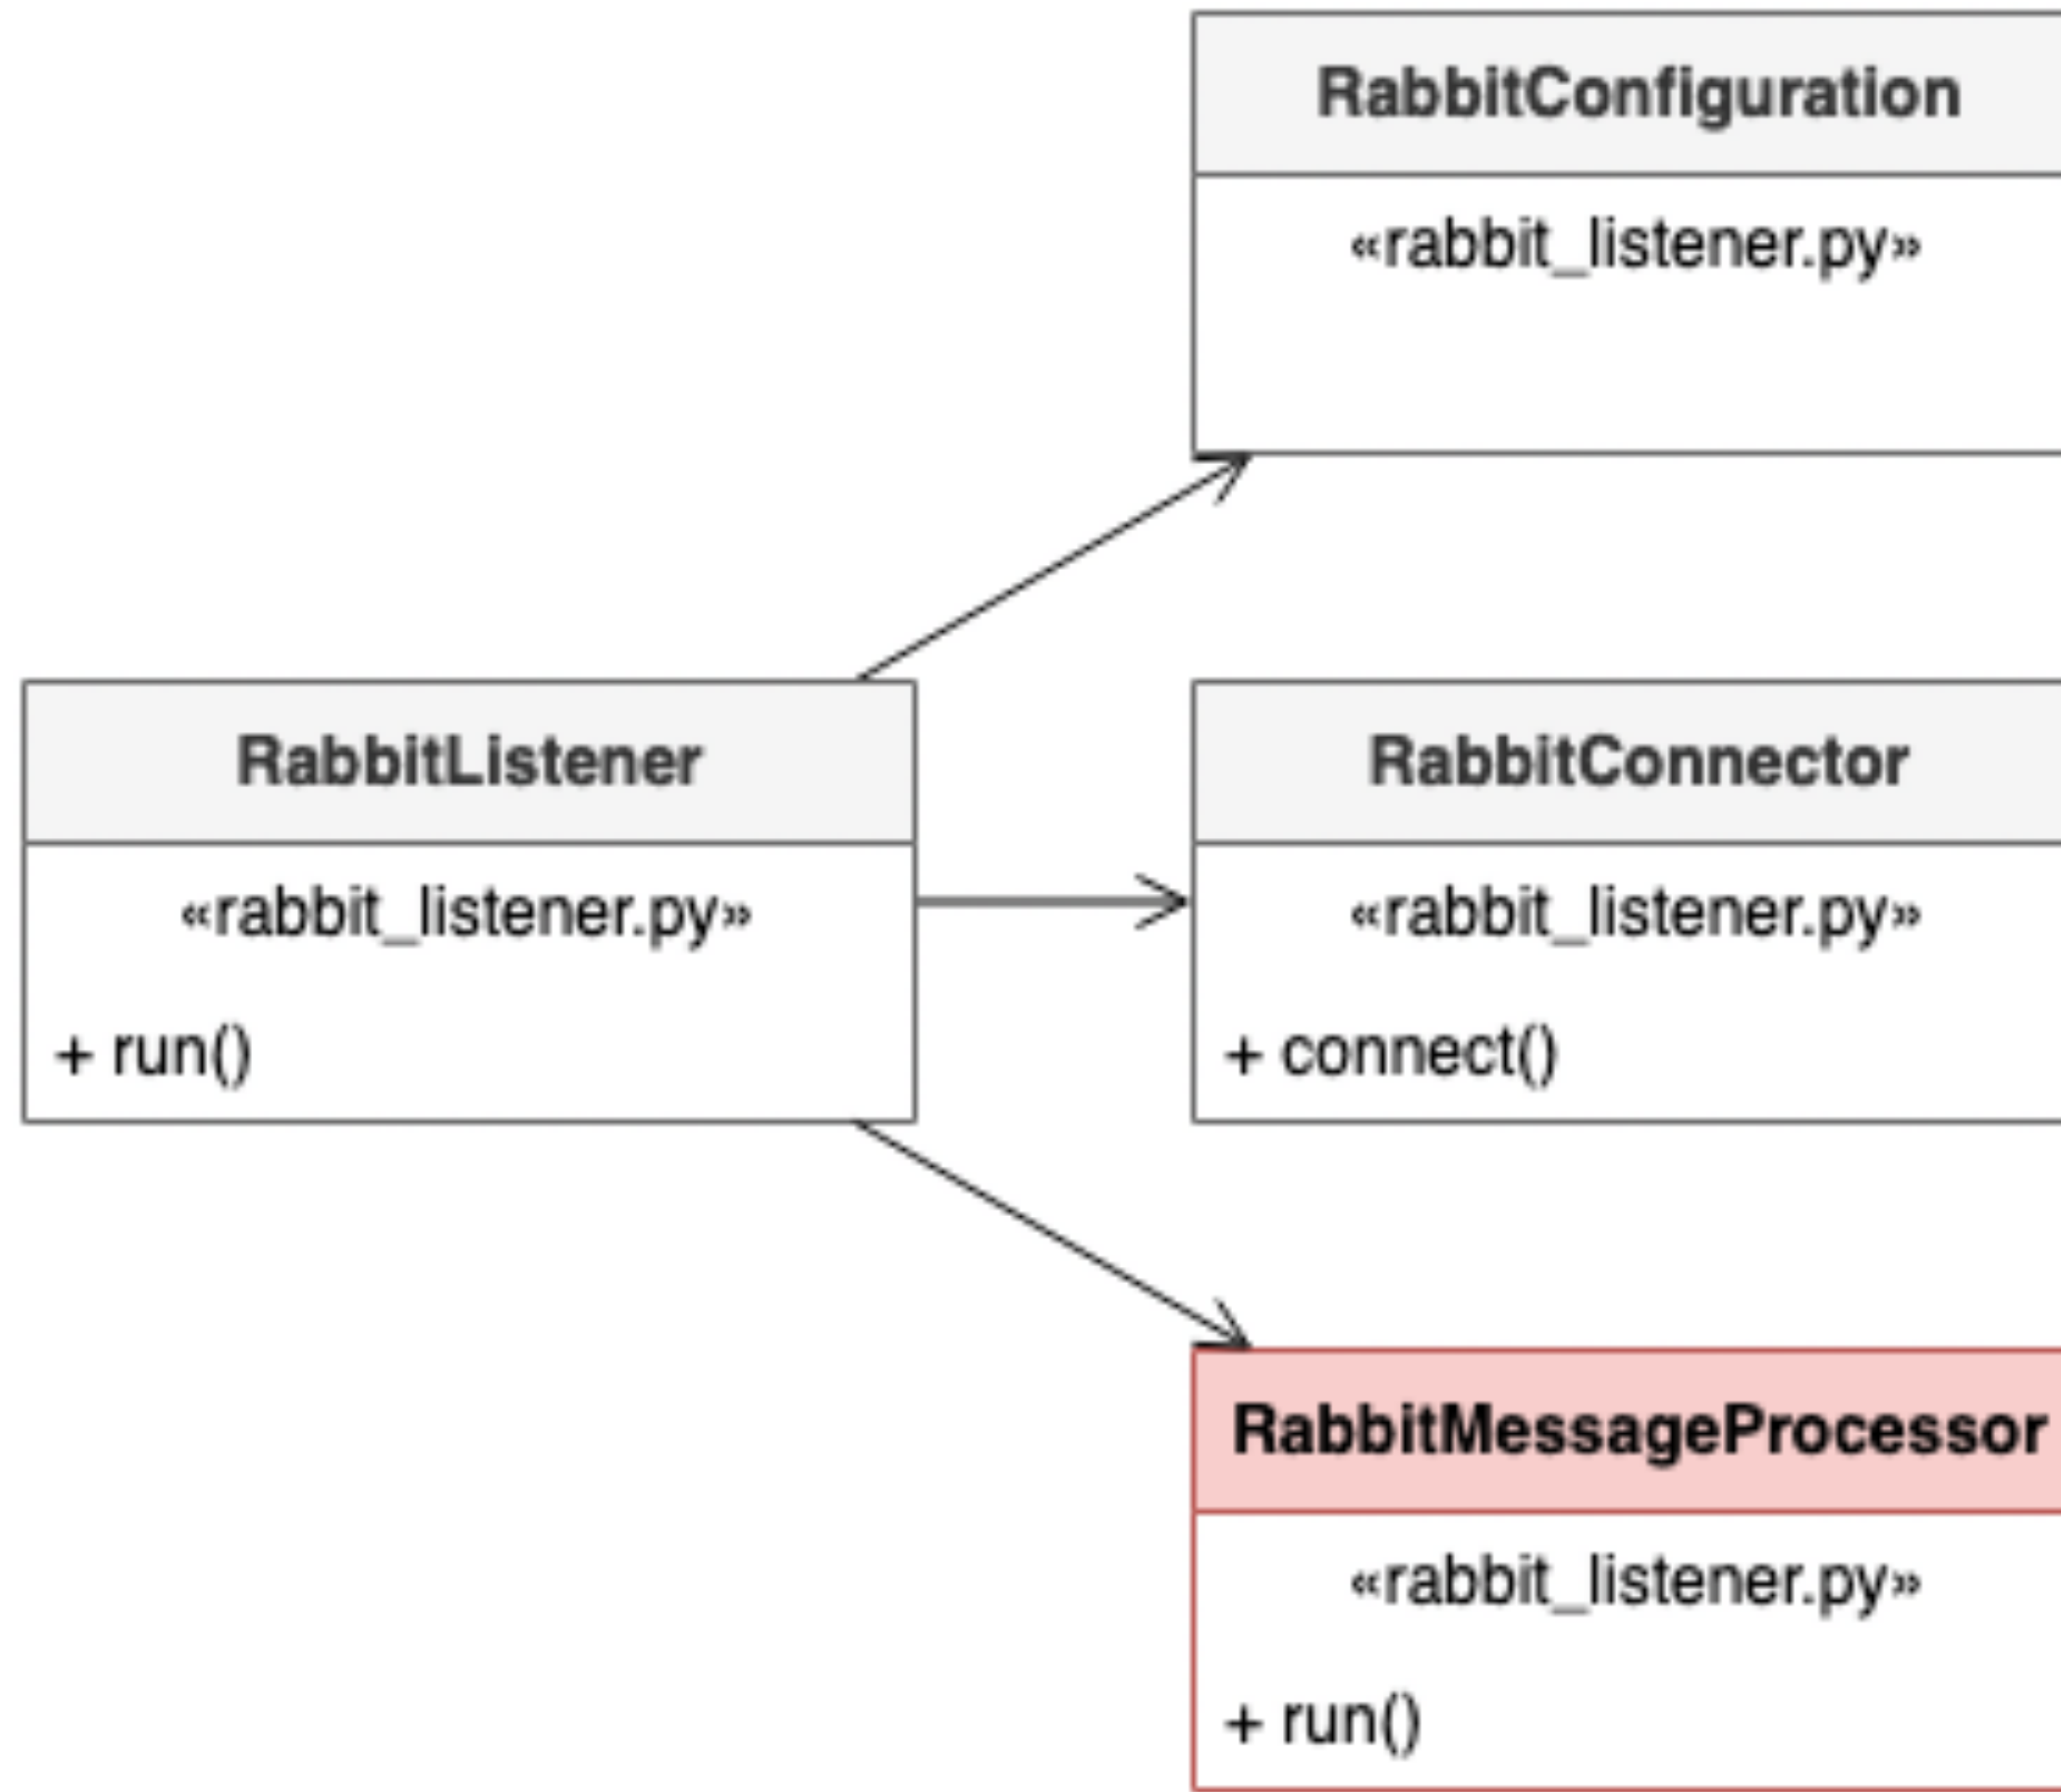 RabbitConfiguration
«rabbit_listener.py»
RabbitListener
«rabbit_listener.py»
+ run()
RabbitConnector
«rabbit_listener.py»
+ connect()
RabbitMessageProcessor
«rabbit_listener.py»
+ run()